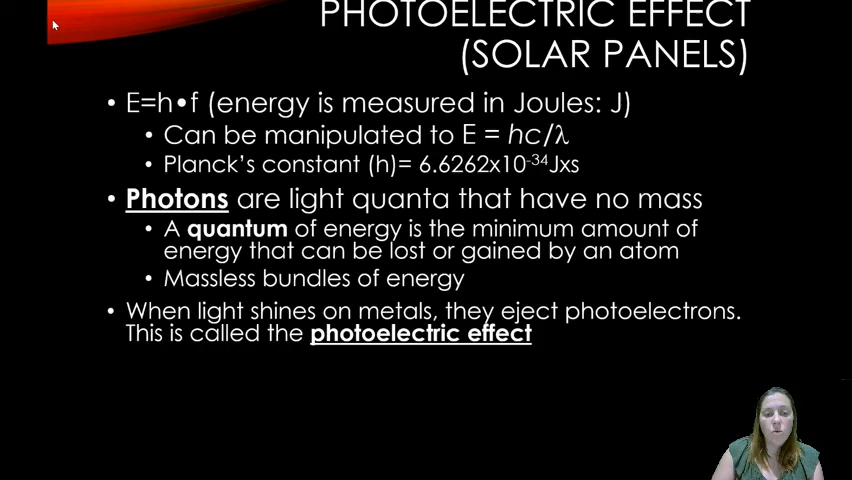 PHOTOELECTRIC EFFECT
(SOLAR PANELS)
• E=h•f (energy is measured in Joules: J)
• Can be manipulated to E = hc/λ
• Planck's constant (h)= 6.6262x10⁻³⁴Jxs
• Photons are light quanta that have no mass
• A quantum of energy is the minimum amount of
energy that can be lost or gained by an atom
• Massless bundles of energy
• When light shines on metals, they eject photoelectrons.
This is called the photoelectric effect